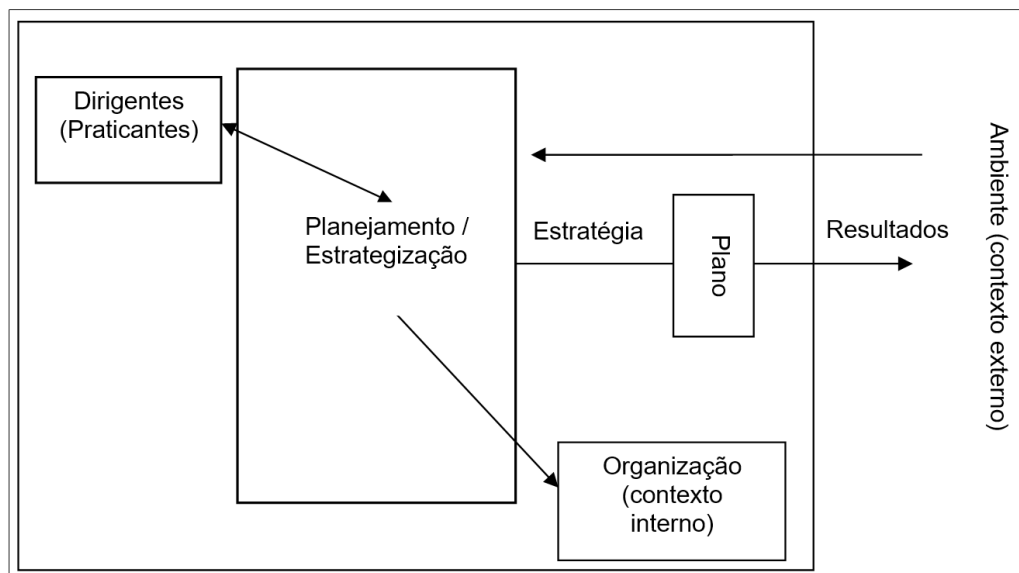 Dirigentes
(Praticantes)
Planejamento /
Estrategização
Estratégia
Plano
Resultados
Ambiente (contexto externo)
Organização
(contexto
interno)